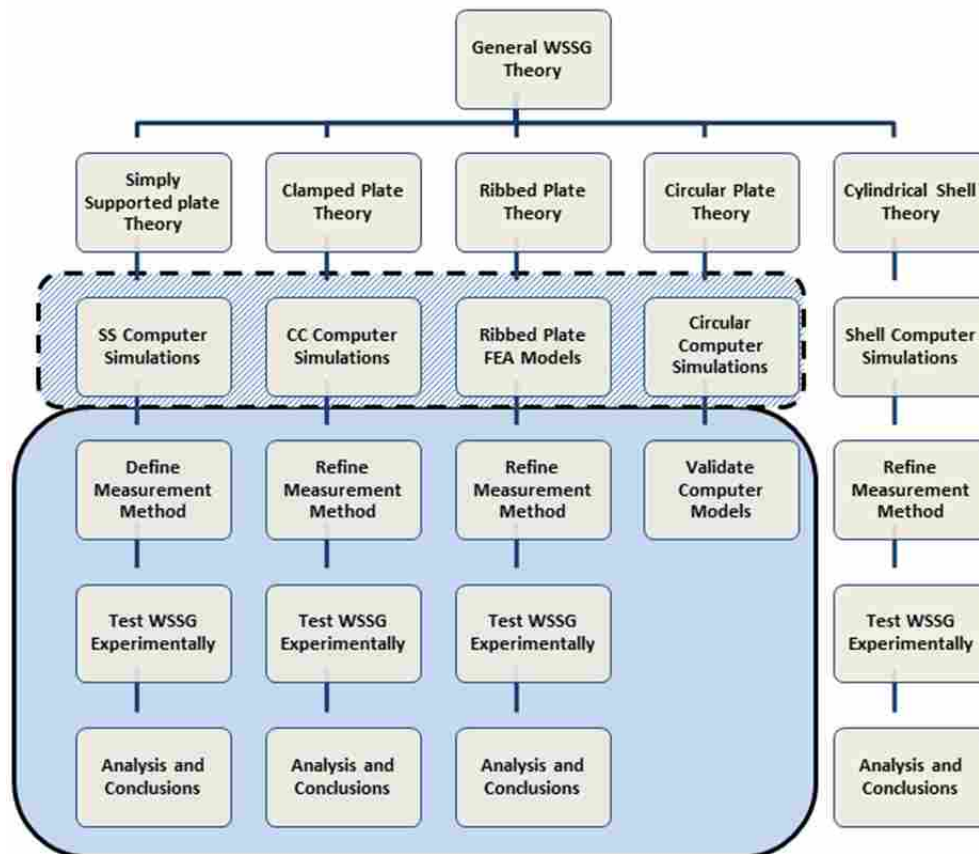 General WSSG
Theory
Simply
Supported plate
Theory
Clamped Plate
Theory
Ribbed Plate
Theory
Circular Plate
Theory
Cylindrical Shell
Theory
SS Computer
Simulations
CC Computer
Simulations
Ribbed Plate
FEA Models
Circular
Computer
Simulations
Shell Computer
Simulations
Define
Measurement
Method
Refine
Measurement
Method
Refine
Measurement
Method
Validate
Computer
Models
Refine
Measurement
Method
Test WSSG
Experimentally
Test WSSG
Experimentally
Test WSSG
Experimentally
Test WSSG
Experimentally
Analysis and
Conclusions
Analysis and
Conclusions
Analysis and
Conclusions
Analysis and
Conclusions